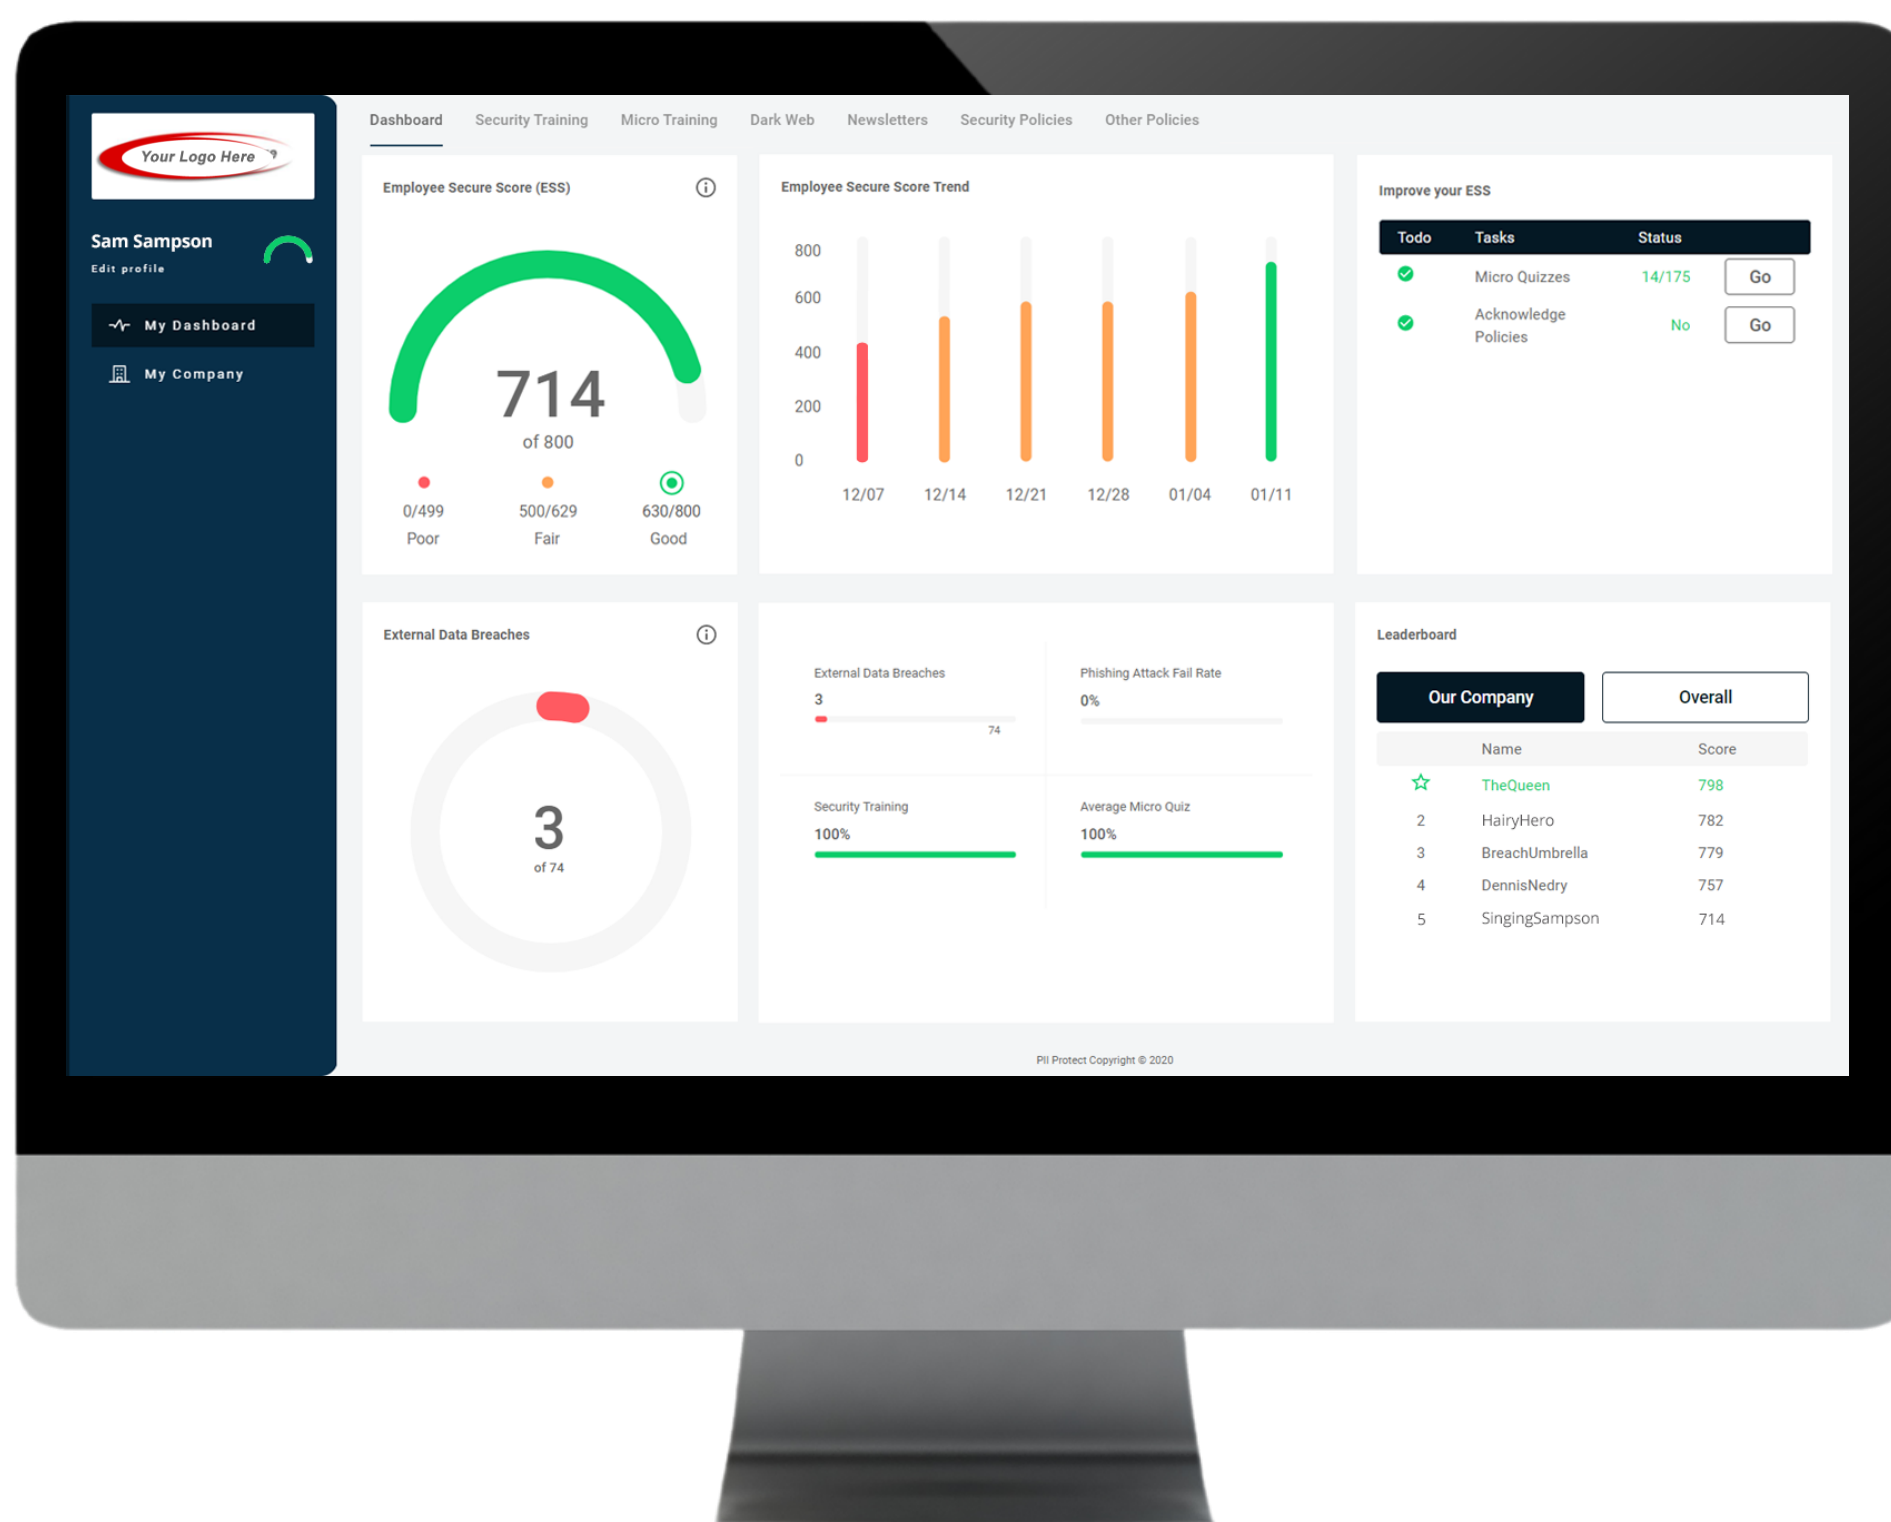 Your Logo Here
Sam Sampson
Edit profile
My Dashboard
My Company
Dashboard Security Training Micro Training Dark Web Newsletters Security Policies Other Policies
Employee Secure Score (ESS)
714
of 800
0/499 500/629 630/800
Poor Fair Good
Employee Secure Score Trend
800
600
400
200
0
12/07 12/14 12/21 12/28 01/04 01/11
Improve your ESS
Todo Tasks Status
Micro Quizzes 14/175 Go
Acknowledge
Policies No Go
External Data Breaches
3
of 74
External Data Breaches
3
74
Phishing Attack Fail Rate
0%
Security Training
100%
Average Micro Quiz
100%
Leaderboard
Our Company Overall
Name Score
TheQueen 798
2 HairyHero 782
3 BreachUmbrella 779
4 DennisNedry 757
5 SingingSampson 714
PII Protect Copyright © 2020